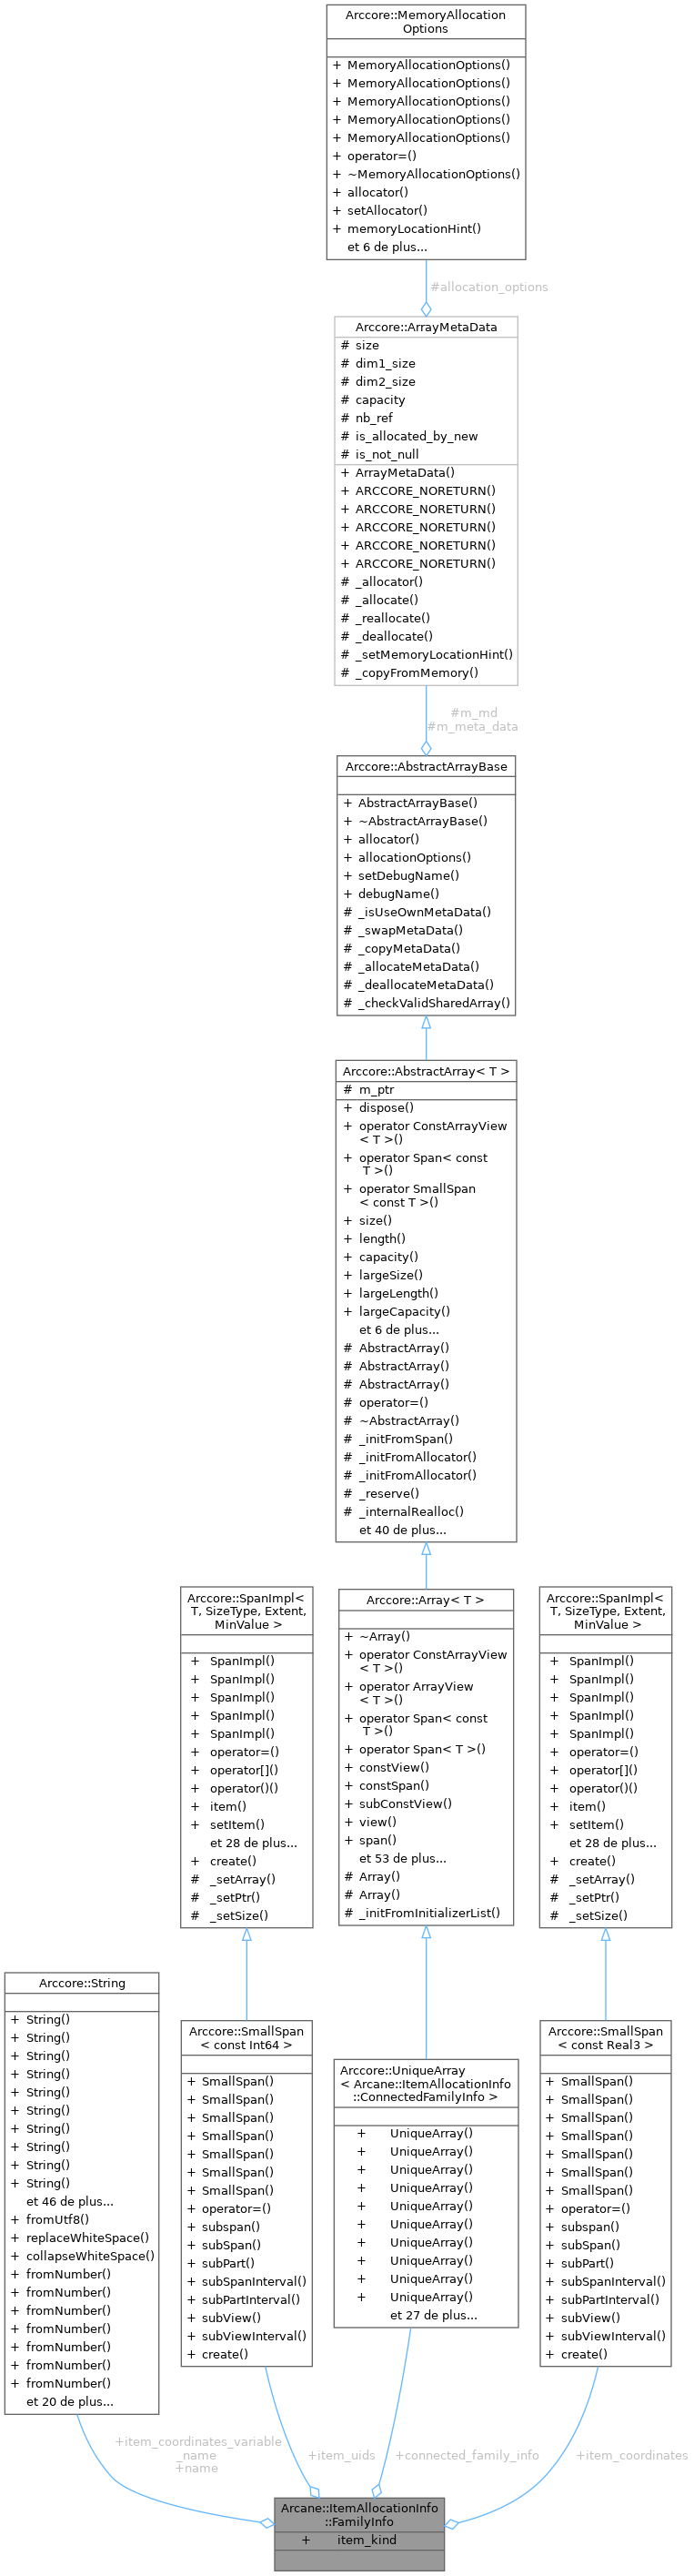 Arccore::MemoryAllocation
Options
+ MemoryAllocationOptions()
+ MemoryAllocationOptions()
+ MemoryAllocationOptions()
+ MemoryAllocationOptions()
+ MemoryAllocationOptions()
+ operator=()
+ ~MemoryAllocationOptions()
+ allocator()
+ setAllocator()
+ memoryLocationHint()
et 6 de plus...
#allocation_options
Arccore::ArrayMetaData
# size
# dim1_size
# dim2_size
# capacity
# nb_ref
# is_allocated_by_new
# is_not_null
+ ArrayMetaData()
+ ARCCORE_NORETURN()
+ ARCCORE_NORETURN()
+ ARCCORE_NORETURN()
+ ARCCORE_NORETURN()
+ ARCCORE_NORETURN()
# _allocator()
# _allocate()
# _reallocate()
# _deallocate()
# _setMemoryLocationHint()
# _copyFromMemory()
#m_md
#m_meta_data
Arccore::AbstractArrayBase
+ AbstractArrayBase()
+ ~AbstractArrayBase()
+ allocator()
+ allocationOptions()
+ setDebugName()
+ debugName()
# _isUseOwnMetaData()
# _swapMetaData()
# _copyMetaData()
# _allocateMetaData()
# _deallocateMetaData()
# _checkValidSharedArray()
Arccore::AbstractArray< T >
# m_ptr
+ dispose()
+ operator ConstArrayView
< T >()
+ operator Span< const
T >()
+ operator SmallSpan
< const T >()
+ size()
+ length()
+ capacity()
+ largeSize()
+ largeLength()
+ largeCapacity()
et 6 de plus...
# AbstractArray()
# AbstractArray()
# AbstractArray()
# operator=()
# ~AbstractArray()
# _initFromSpan()
# _initFromAllocator()
# _initFromAllocator()
# _reserve()
# _internalRealloc()
et 40 de plus...
Arccore::SpanImpl<
T, SizeType, Extent,
MinValue >
+ SpanImpl()
+ SpanImpl()
+ SpanImpl()
+ SpanImpl()
+ SpanImpl()
+ operator=()
+ operator[]()
+ operator()()
+ item()
+ setItem()
et 28 de plus...
+ create()
# _setArray()
# _setPtr()
# _setSize()
Arccore::Array< T >
+ ~Array()
+ operator ConstArrayView
< T >()
+ operator ArrayView
< T >()
+ operator Span< const
T >()
+ operator Span< T >()
+ constView()
+ constSpan()
+ subConstView()
+ view()
+ span()
et 53 de plus...
# Array()
# Array()
# _initFromInitializerList()
Arccore::SpanImpl<
T, SizeType, Extent,
MinValue >
+ SpanImpl()
+ SpanImpl()
+ SpanImpl()
+ SpanImpl()
+ SpanImpl()
+ operator=()
+ operator[]()
+ operator()()
+ item()
+ setItem()
et 28 de plus...
+ create()
# _setArray()
# _setPtr()
# _setSize()
Arccore::String
+ String()
+ String()
+ String()
+ String()
+ String()
+ String()
+ String()
+ String()
+ String()
+ String()
et 46 de plus...
+ fromUtf8()
+ replaceWhiteSpace()
+ collapseWhiteSpace()
+ fromNumber()
+ fromNumber()
+ fromNumber()
+ fromNumber()
+ fromNumber()
+ fromNumber()
+ fromNumber()
et 20 de plus...
Arccore::SmallSpan
< const Int64 >
+ SmallSpan()
+ SmallSpan()
+ SmallSpan()
+ SmallSpan()
+ SmallSpan()
+ SmallSpan()
+ SmallSpan()
+ operator=()
+ subspan()
+ subSpan()
+ subPart()
+ subSpanInterval()
+ subPartInterval()
+ subView()
+ subViewInterval()
+ create()
Arccore::UniqueArray
< Arcane::ItemAllocationInfo
::ConnectedFamilyInfo >
+ UniqueArray()
+ UniqueArray()
+ UniqueArray()
+ UniqueArray()
+ UniqueArray()
+ UniqueArray()
+ UniqueArray()
+ UniqueArray()
+ UniqueArray()
+ UniqueArray()
et 27 de plus...
Arccore::SmallSpan
< const Real3 >
+ SmallSpan()
+ SmallSpan()
+ SmallSpan()
+ SmallSpan()
+ SmallSpan()
+ SmallSpan()
+ SmallSpan()
+ operator=()
+ subspan()
+ subSpan()
+ subPart()
+ subSpanInterval()
+ subPartInterval()
+ subView()
+ subViewInterval()
+ create()
+item_coordinates_variable
_name
+name
+item_uids
+connected_family_info
+item_coordinates
Arcane::ItemAllocationInfo
::FamilyInfo
+ item_kind